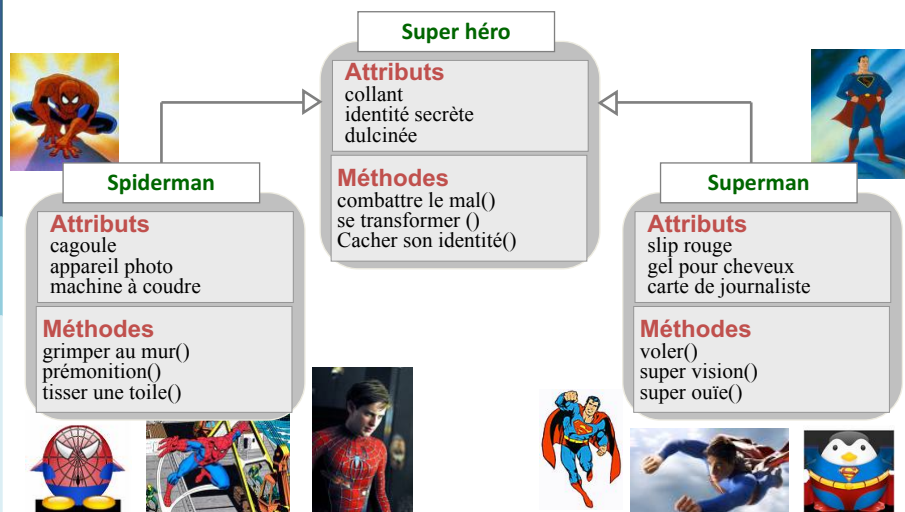 Super héro
Attributs
collant
identité secrète
dulcinée
Méthodes
combattre le mal()
se transformer ()
Cacher son identité()
Spiderman
Attributs
cagoule
appareil photo
machine à coudre
Méthodes
grimper au mur()
prémonition()
tisser une toile()
Superman
Attributs
slip rouge
gel pour cheveux
carte de journaliste
Méthodes
voler()
super vision()
super ouïe()